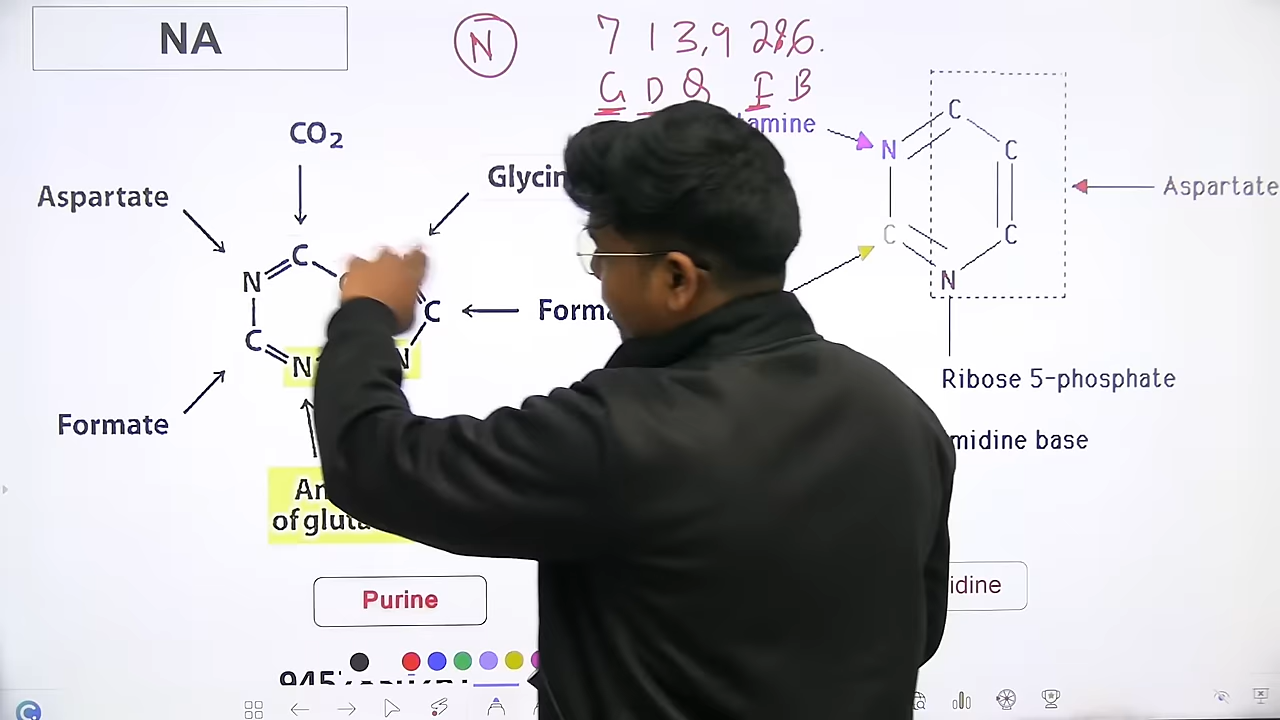 NA
N
7 1 3,9 286.
G D Q F B
CO2
Aspartate
Glycin
N
C
C
C
N
N
Forma
Formate
An
of gluta
Purine
tamine
N
C
C
C
C
N
Aspartate
Ribose 5-phosphate
midine base
idine